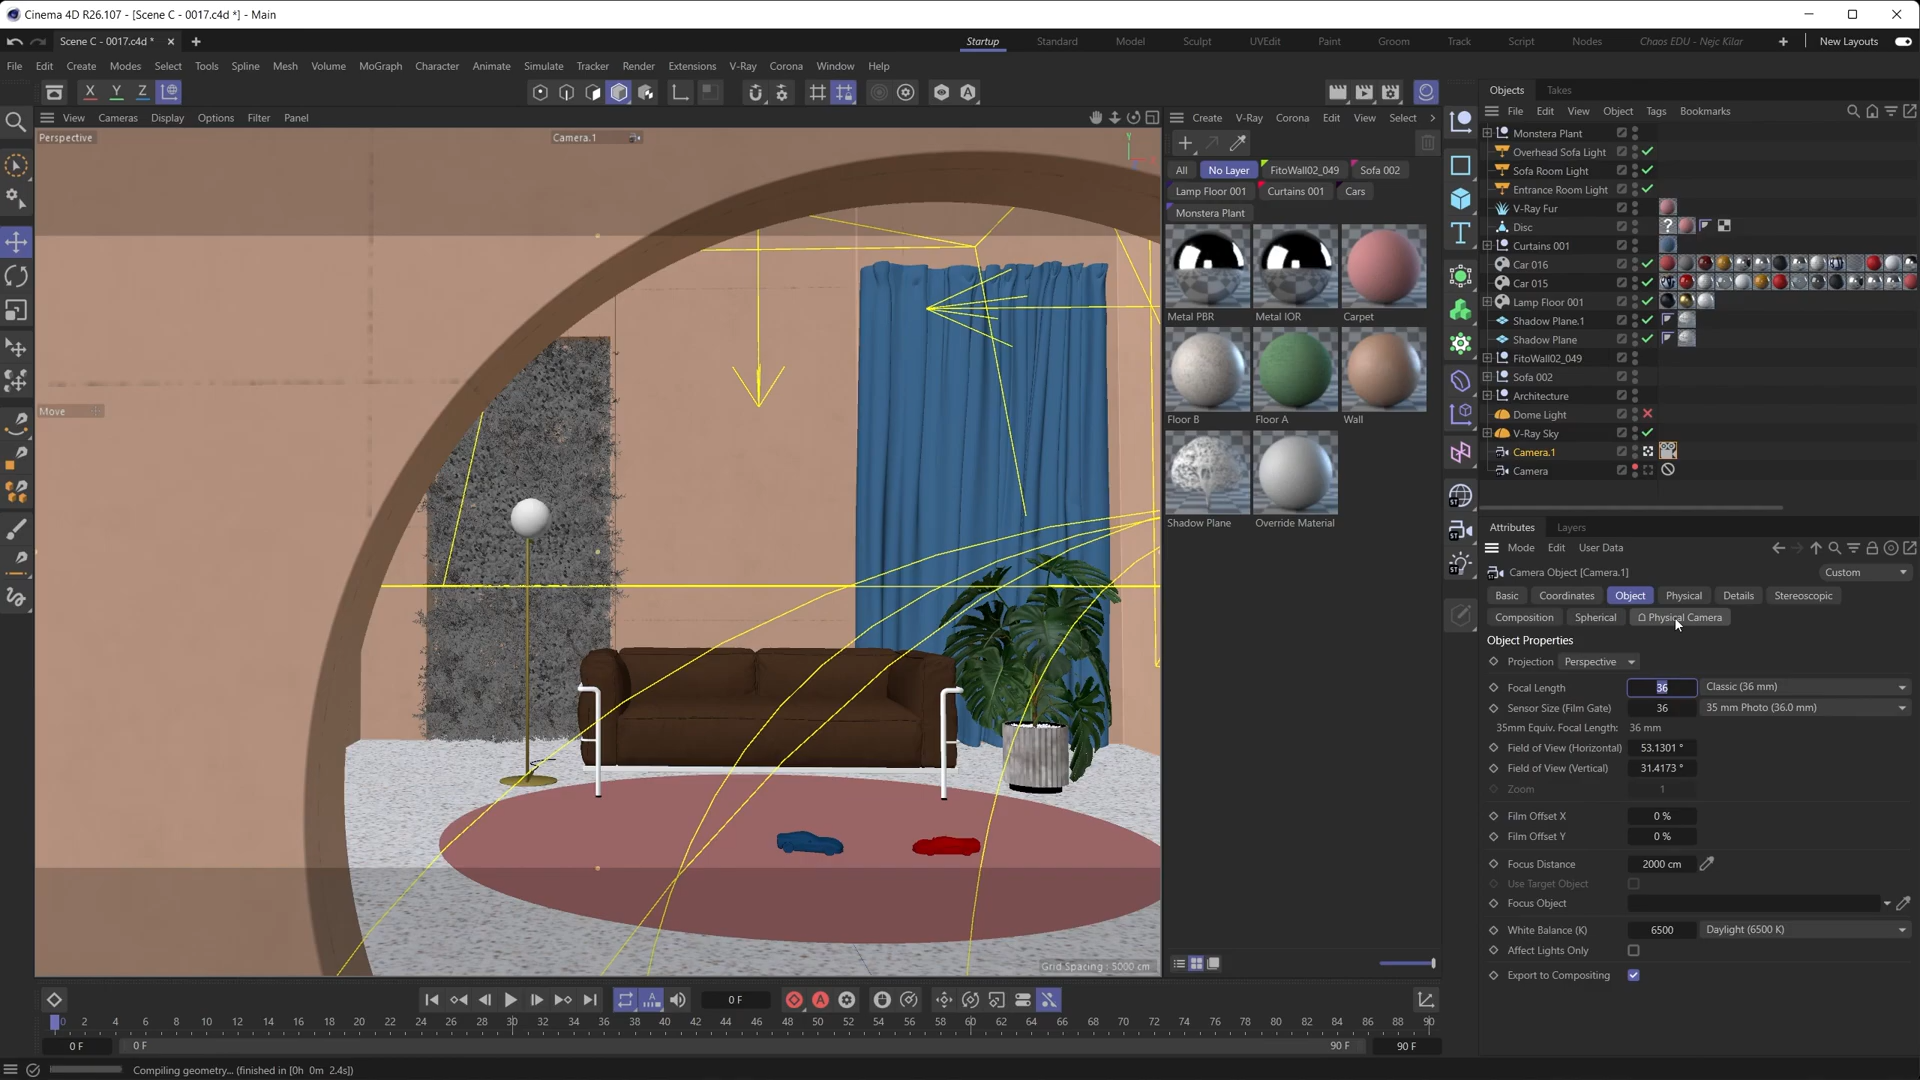 Cinema 4D R26.107 - [Scene C - 0017.c4d *] - Main
Scene C - 0017.c4d *
Startup Standard Model Sculpt UVEdit Paint Groom Track Script Nodes Chaos EDU - Nejc Kilar New Layouts
File Edit Create Modes Select Tools Spline Mesh Volume MoGraph Character Animate Simulate Tracker Render Extensions V-Ray Corona Window Help
X Y Z
View Cameras Display Options Filter Panel
Perspective
Camera.1
Move
Grid Spacing : 5000 cm
Create V-Ray Corona Edit View Select
All No Layer FitoWall02_049 Sofa 002
Lamp Floor 001 Curtains 001 Cars
Monstera Plant
Metal PBR Metal IOR Carpet
Floor B Floor A Wall
Shadow Plane Override Material
Objects Takes
File Edit View Object Tags Bookmarks
Monstera Plant
Overhead Sofa Light
Sofa Room Light
Entrance Room Light
V-Ray Fur
Disc
Curtains 001
Car 016
Car 015
Lamp Floor 001
Shadow Plane.1
Shadow Plane
FitoWall02_049
Sofa 002
Architecture
Dome Light
V-Ray Sky
Camera.1
Camera
Attributes Layers
Mode Edit User Data
Camera Object [Camera.1] Custom
Basic Coordinates Object Physical Details Stereoscopic
Composition Spherical Physical Camera
Object Properties
Projection Perspective
Focal Length 36 Classic (36 mm)
Sensor Size (Film Gate) 36 35 mm Photo (36.0 mm)
35mm Equiv. Focal Length: 36 mm
Field of View (Horizontal) 53.1301 °
Field of View (Vertical) 31.4173 °
Zoom 1
Film Offset X 0 %
Film Offset Y 0 %
Focus Distance 2000 cm
Use Target Object
Focus Object
White Balance (K) 6500 Daylight (6500 K)
Affect Lights Only
Export to Compositing
0 F
0 2 4 6 8 10 12 14 16 18 20 22 24 26 28 30 32 34 36 38 40 42 44 46 48 50 52 54 56 58 60 62 64 66 68 70 72 74 76 78 80 82 84 86 88 90
0 F 0 F 90 F 90 F
Compiling geometry... (finished in [0h 0m 2.4s])